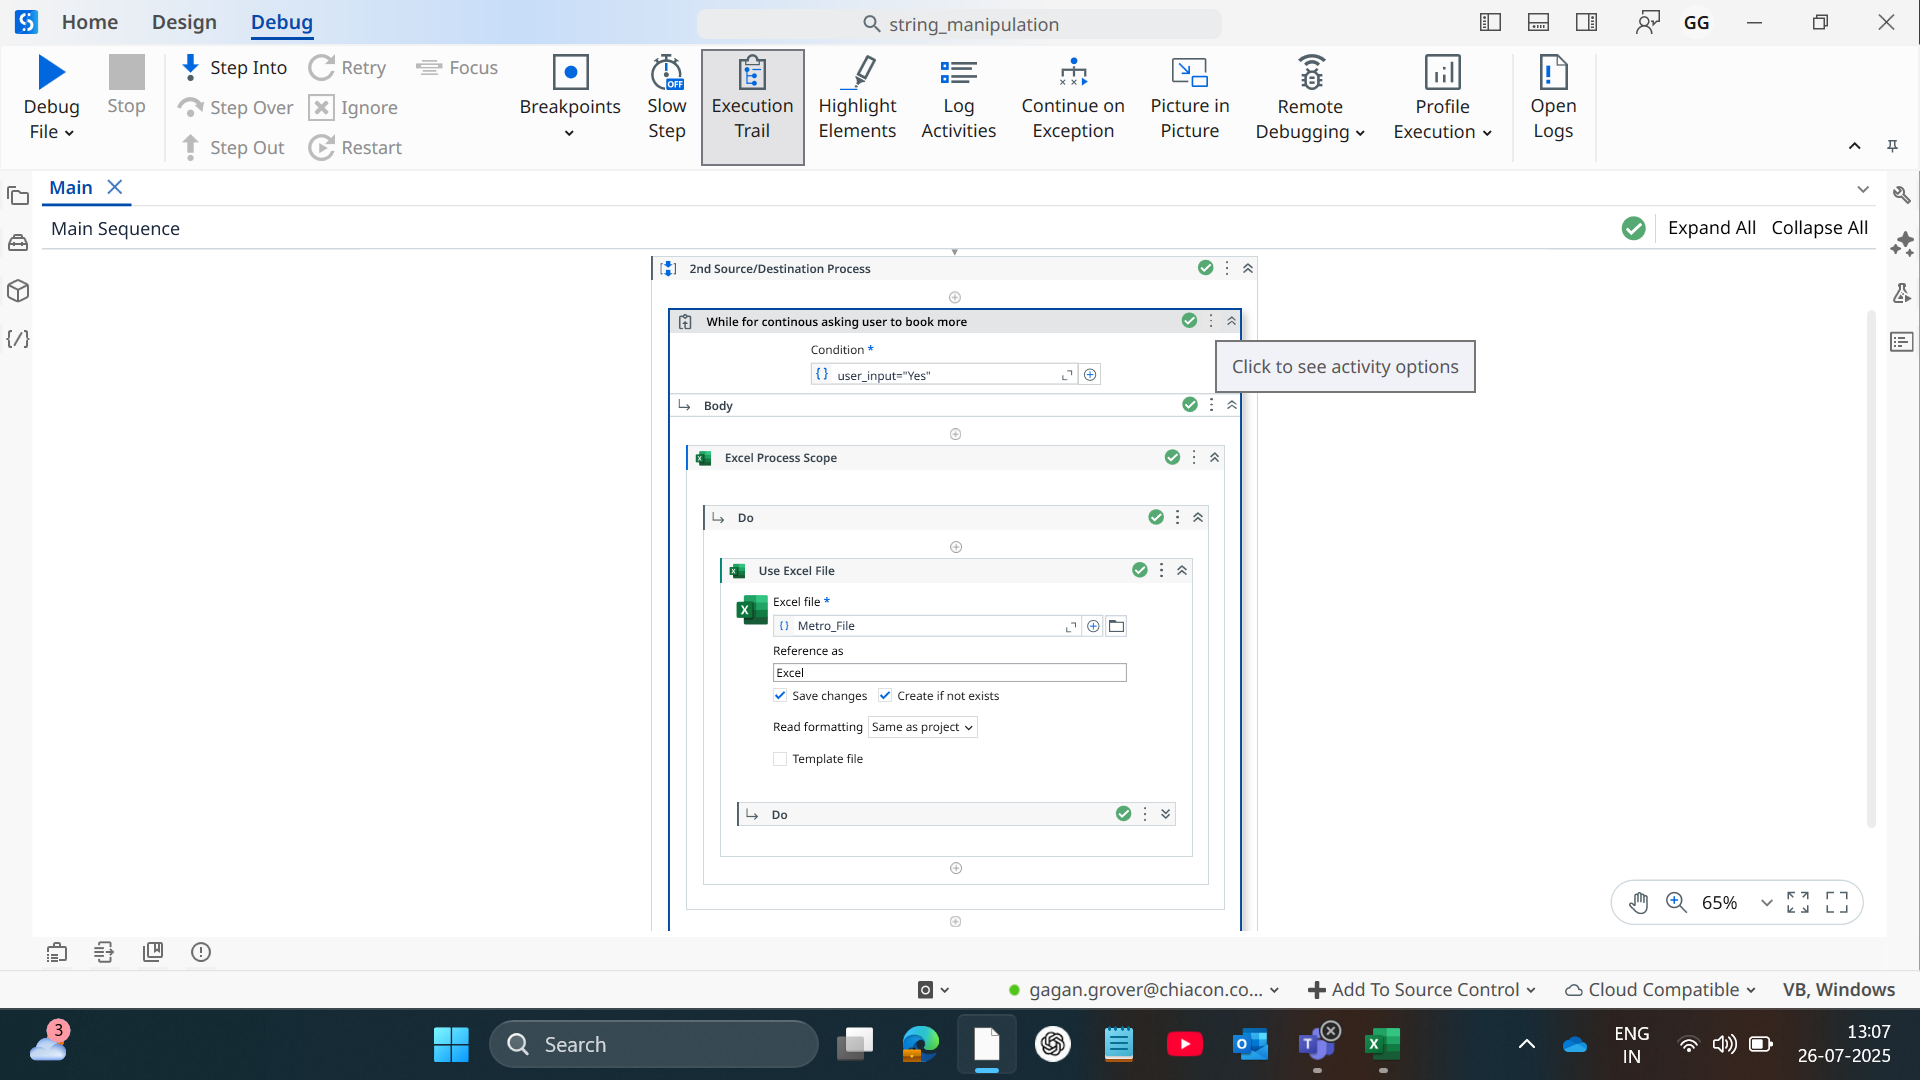 Home
Design
Debug
string_manipulation
GG
Debug
File
Stop
Step Into
Step Over
Step Out
Retry
Ignore
Restart
Focus
Breakpoints
Slow
Step
OFF
Execution
Trail
Highlight
Elements
Log
Activities
Continue on
Exception
Picture in
Picture
Remote
Debugging
Profile
Execution
Open
Logs
Main
Main Sequence
Expand All
Collapse All
2nd Source/Destination Process
While for continous asking user to book more
Condition *
user_input="Yes"
Click to see activity options
Body
Excel Process Scope
Do
Use Excel File
Excel file *
Metro_File
Reference as
Excel
Save changes
Create if not exists
Read formatting
Same as project
Template file
Do
65%
gagan.grover@chiacon.co...
Add To Source Control
Cloud Compatible
VB, Windows
3
Search
ENG
IN
13:07
26-07-2025